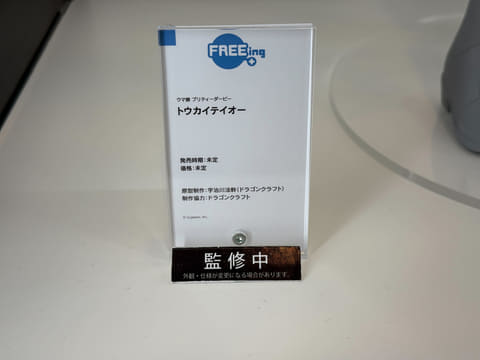 FREEing
ウマ娘 プリティーダービー
トウカイテイオー
発売時期：未定
価格：未定
原型制作：宇治川法幹（ドラゴンクラフト）
制作協力：ドラゴンクラフト
© Cygames, Inc.
監修中
外観・仕様が変更になる場合があります。